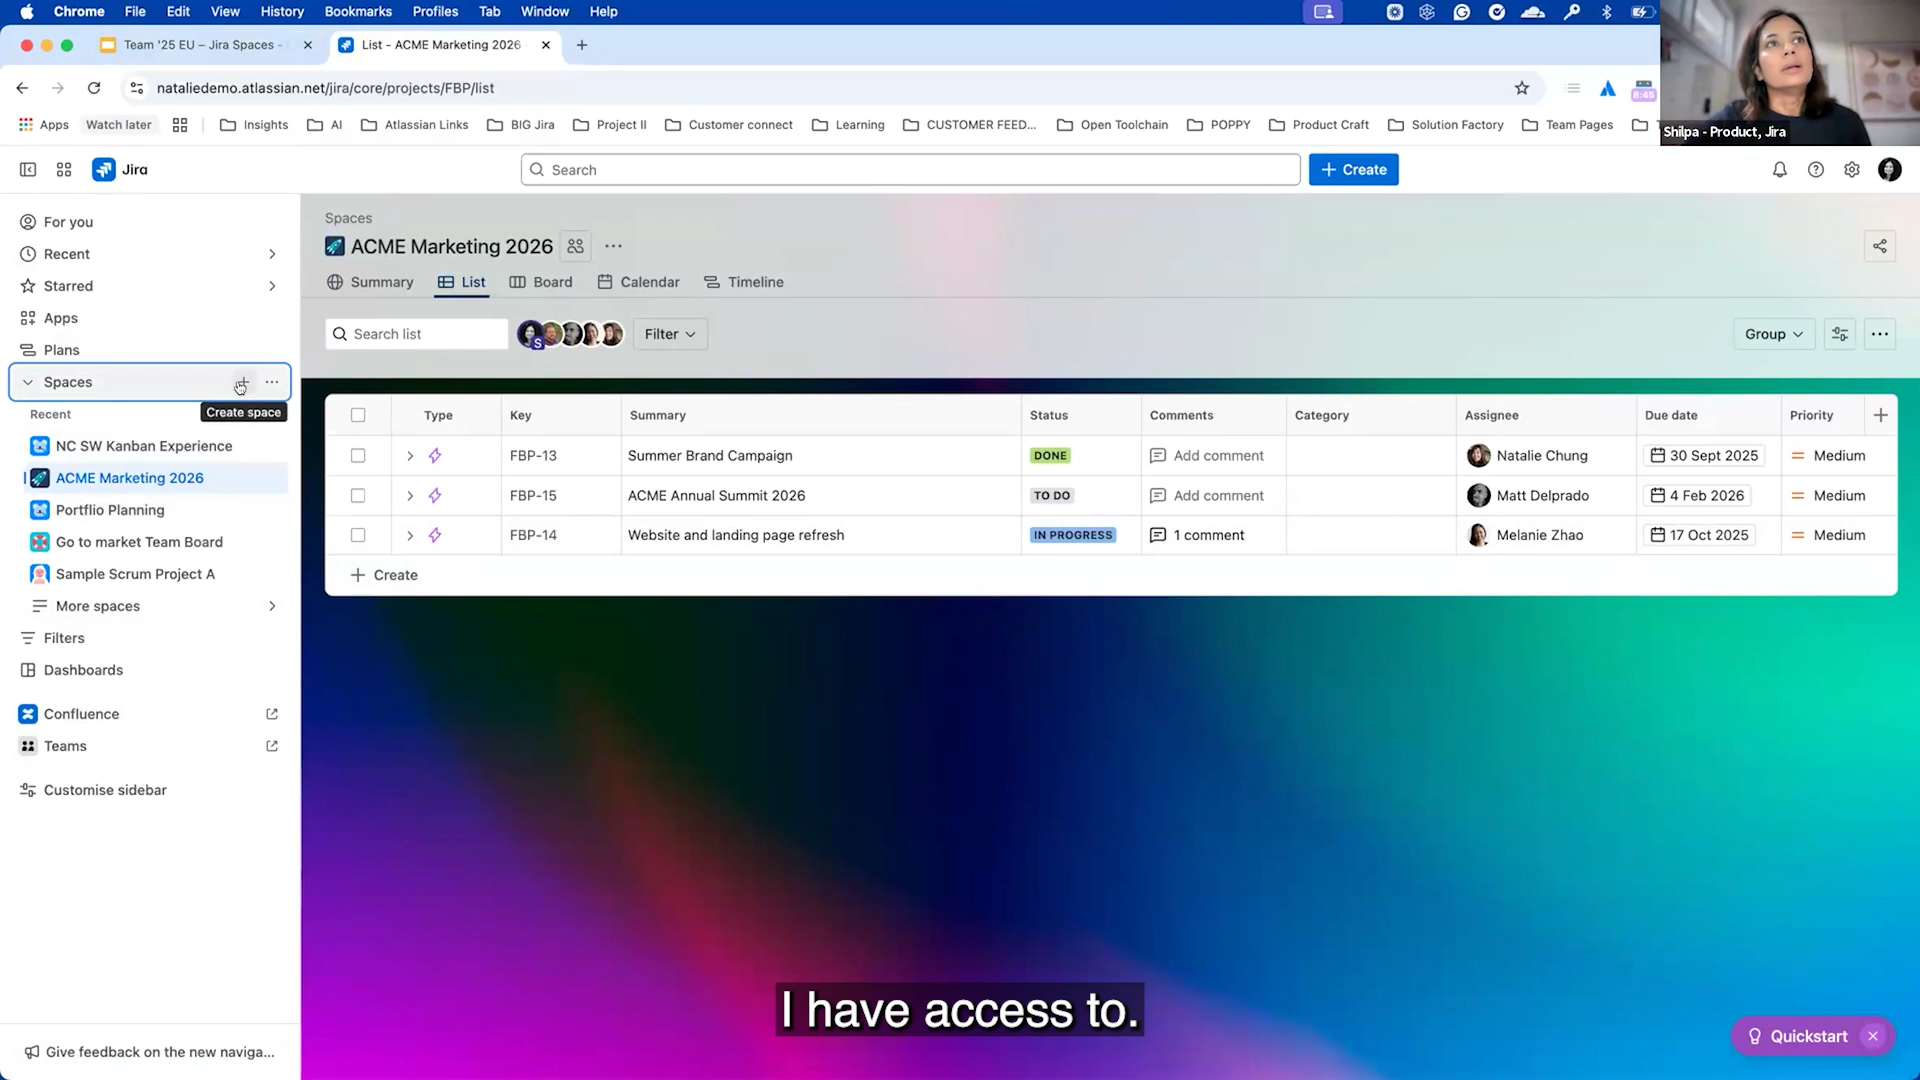 Chrome File Edit View History Bookmarks Profiles Tab Window Help
Team '25 EU – Jira Spaces -
List - ACME Marketing 2026
nataliedemo.atlassian.net/jira/core/projects/FBP/list
8:45
Apps Watch later Insights AI Atlassian Links BIG Jira Project II Customer connect Learning CUSTOMER FEED... Open Toolchain POPPY Product Craft Solution Factory Team Pages
Shilpa - Product, Jira
Jira
Search
Create
For you
Recent
Starred
Apps
Plans
Spaces
Create space
Recent
NC SW Kanban Experience
ACME Marketing 2026
Portflio Planning
Go to market Team Board
Sample Scrum Project A
More spaces
Filters
Dashboards
Confluence
Teams
Customise sidebar
Give feedback on the new naviga...
Spaces
ACME Marketing 2026
Summary List Board Calendar Timeline
Search list
S
Filter
Group
Type Key Summary Status Comments Category Assignee Due date Priority
FBP-13 Summer Brand Campaign DONE Add comment Natalie Chung 30 Sept 2025 Medium
FBP-15 ACME Annual Summit 2026 TO DO Add comment Matt Delprado 4 Feb 2026 Medium
FBP-14 Website and landing page refresh IN PROGRESS 1 comment Melanie Zhao 17 Oct 2025 Medium
Create
I have access to.
Quickstart